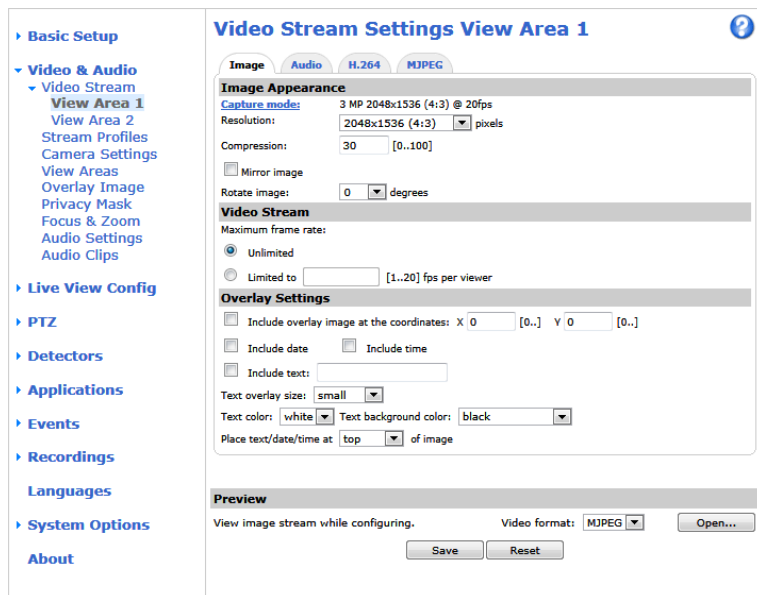 Basic Setup
Video & Audio
Video Stream
View Area 1
View Area 2
Stream Profiles
Camera Settings
View Areas
Overlay Image
Privacy Mask
Focus & Zoom
Audio Settings
Audio Clips
Live View Config
PTZ
Detectors
Applications
Events
Recordings
Languages
System Options
About
Video Stream Settings View Area 1
?
Image Audio H.264 MJPEG
Image Appearance
Capture mode: 3 MP 2048x1536 (4:3) @ 20fps
Resolution: 2048x1536 (4:3) pixels
Compression: 30 [0..100]
Mirror image
Rotate image: 0 degrees
Video Stream
Maximum frame rate:
Unlimited
Limited to [1..20] fps per viewer
Overlay Settings
Include overlay image at the coordinates: X 0 [0..] Y 0 [0..]
Include date Include time
Include text:
Text overlay size: small
Text color: white Text background color: black
Place text/date/time at top of image
Preview
View image stream while configuring. Video format: MJPEG Open...
Save Reset